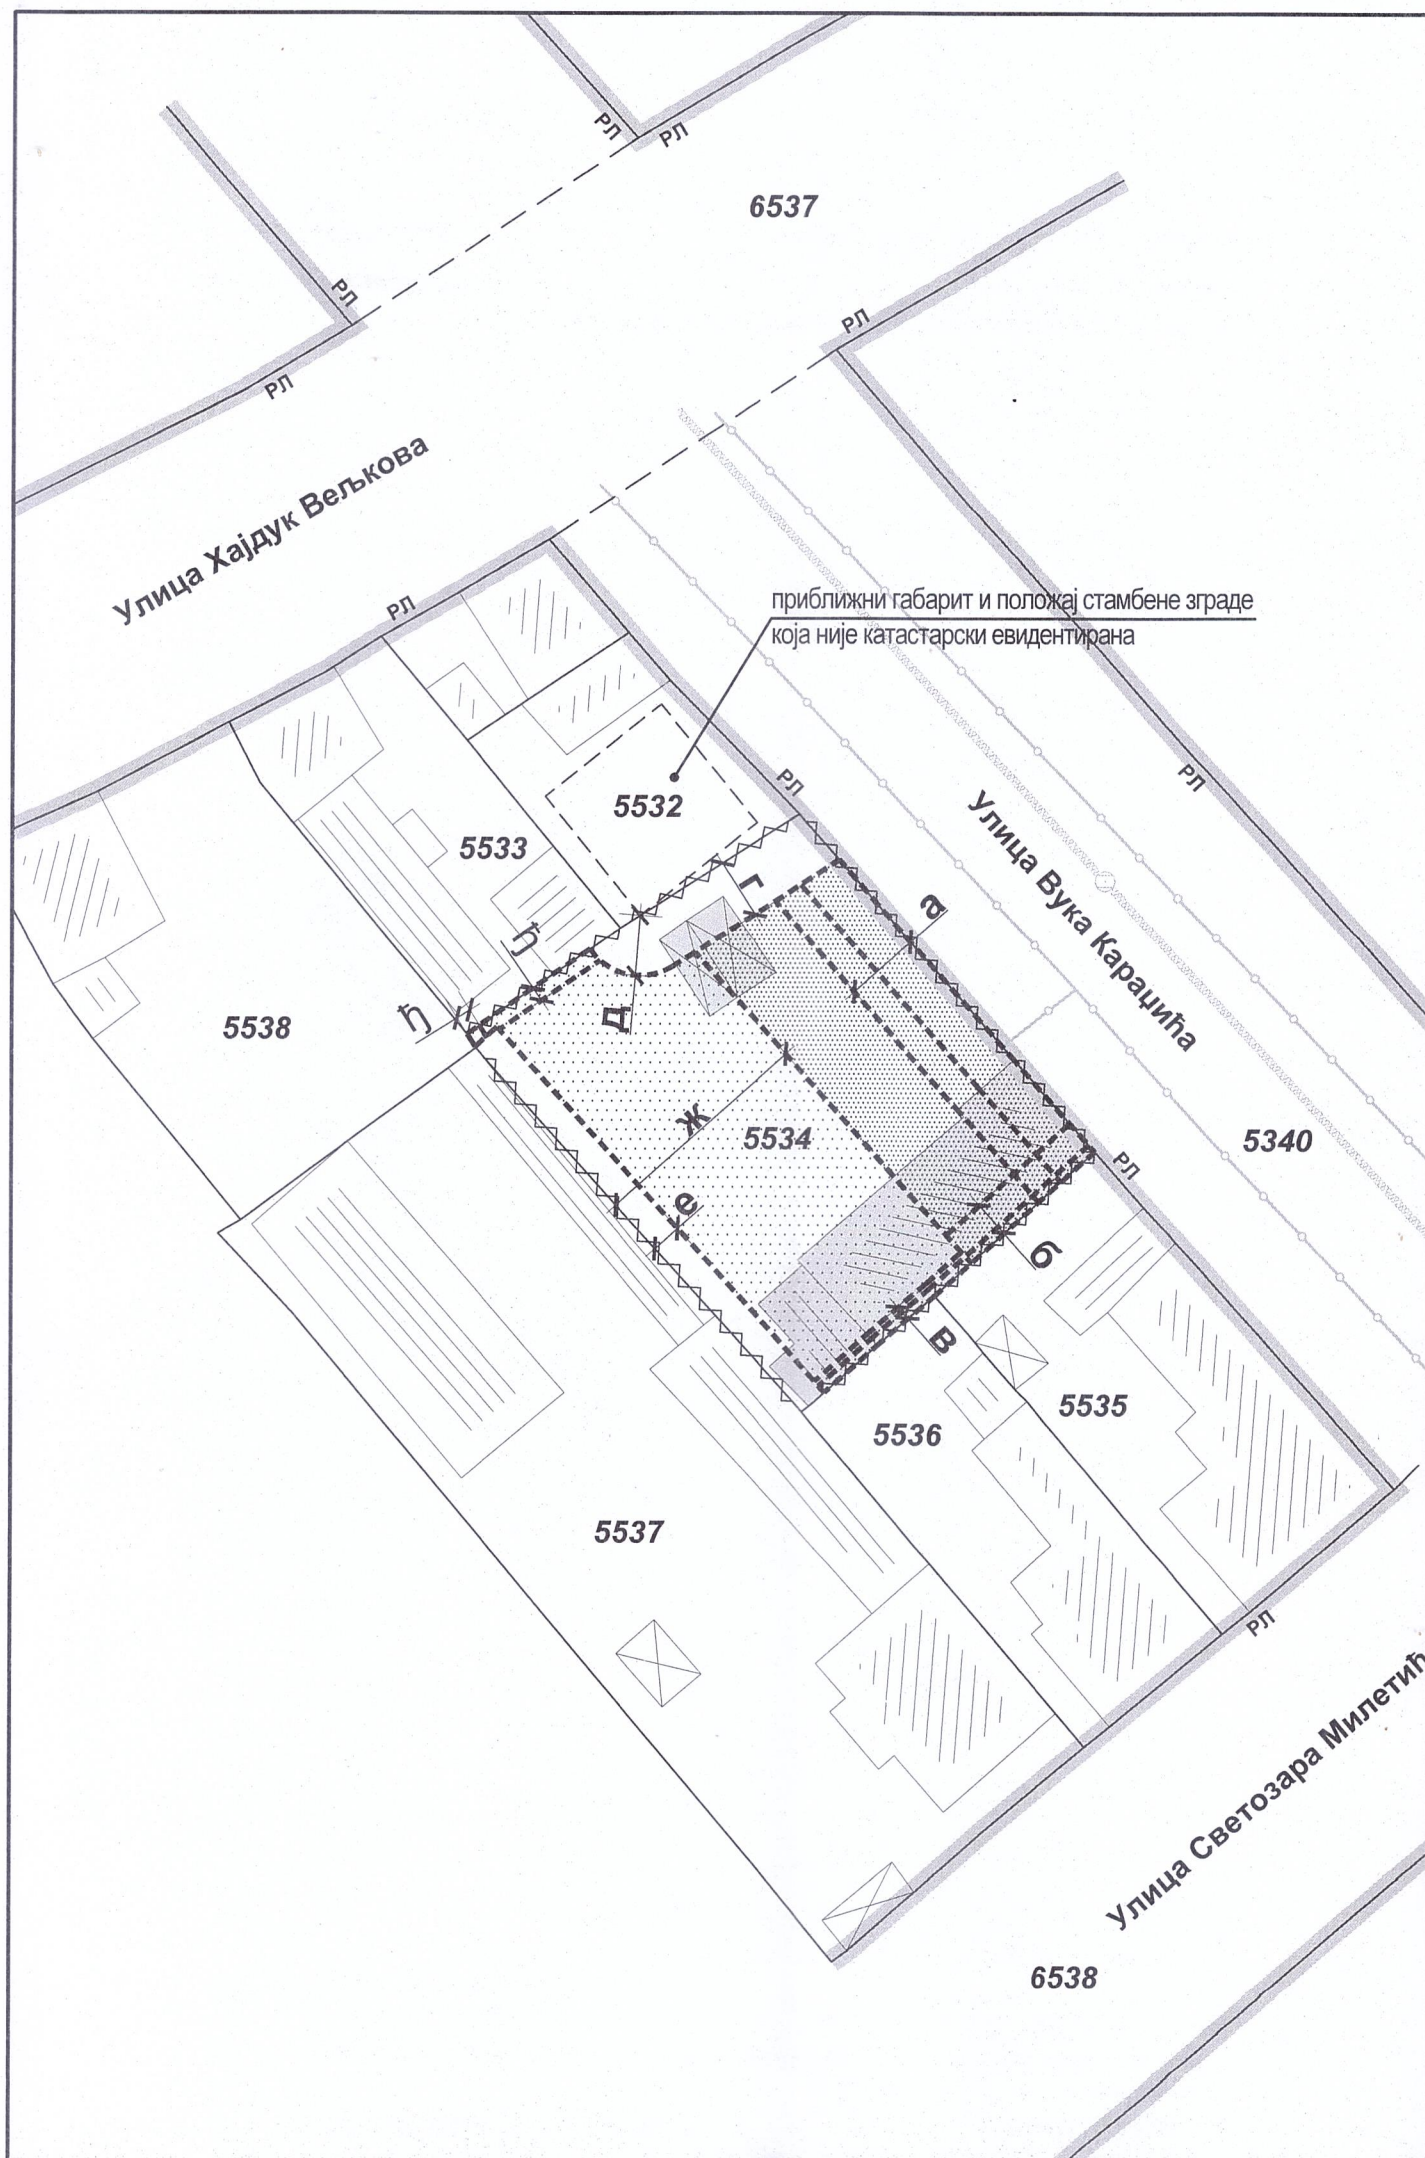 РЛ
РЛ
6537
РЛ
РЛ
РЛ
Улица Хајдук Вељкова
РЛ
приближни габарит и положај стамбене зграде
која није катастарски евидентирана
РЛ
РЛ
5532
5533
Улица Вука Караџића
г
а
ђ
ђ
д
5538
ж
5534
5340
РЛ
е
б
в
5535
5536
5537
РЛ
Улица Светозара Милетић
6538